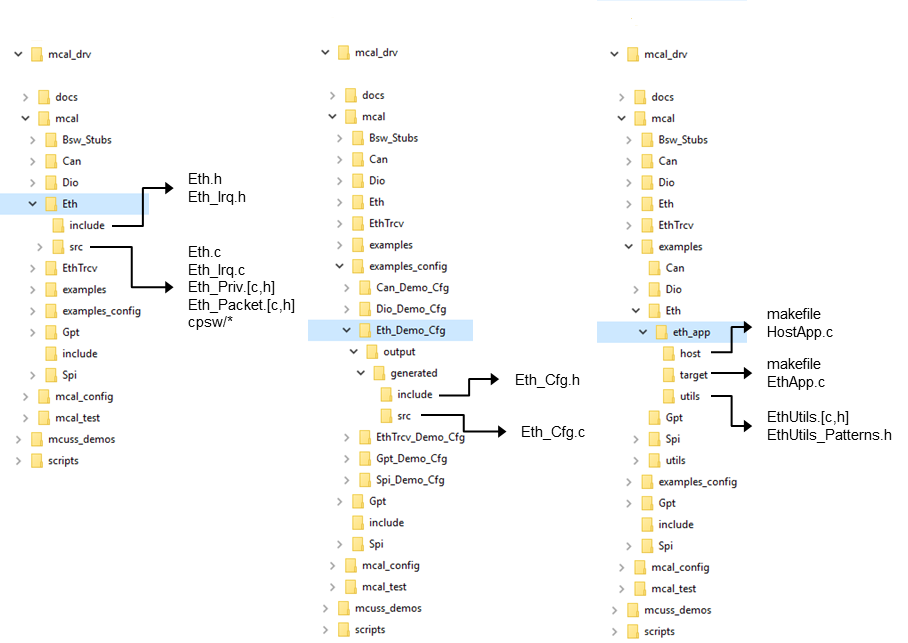 mcal_drv
docs
mcal
Bsw_Stubs
Can
Dio
Eth
include
src
EthTrcv
examples
examples_config
Gpt
include
Spi
mcal_config
mcal_test
mcuss_demos
scripts
Eth.h
Eth_Irq.h
Eth.c
Eth_Irq.c
Eth_Priv.[c,h]
Eth_Packet.[c,h]
cpsw/*
mcal_drv
docs
mcal
Bsw_Stubs
Can
Dio
Eth
EthTrcv
examples
examples_config
Can_Demo_Cfg
Dio_Demo_Cfg
Eth_Demo_Cfg
output
generated
include
src
EthTrcv_Demo_Cfg
Gpt_Demo_Cfg
Spi_Demo_Cfg
Gpt
include
Spi
mcal_config
mcal_test
mcuss_demos
scripts
Eth_Cfg.h
Eth_Cfg.c
mcal_drv
docs
mcal
Bsw_Stubs
Can
Dio
Eth
EthTrcv
examples
Can
Dio
Eth
eth_app
host
target
utils
Gpt
Spi
utils
examples_config
Gpt
include
Spi
mcal_config
mcal_test
mcuss_demos
scripts
makefile
HostApp.c
makefile
EthApp.c
EthUtils.[c,h]
EthUtils_Patterns.h